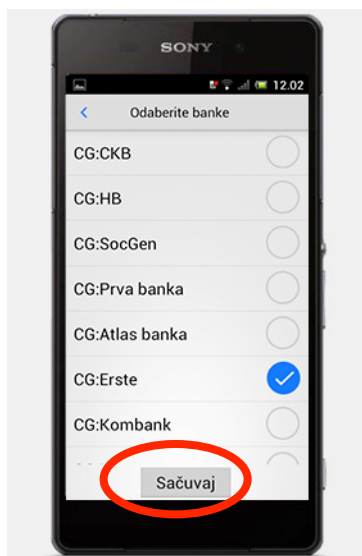 SONY
12.02
Odaberite banke
CG:CKB
CG:HB
CG:SocGen
CG:Prva banka
CG:Atlas banka
CG:Erste
CG:Kombank
Sačuvaj